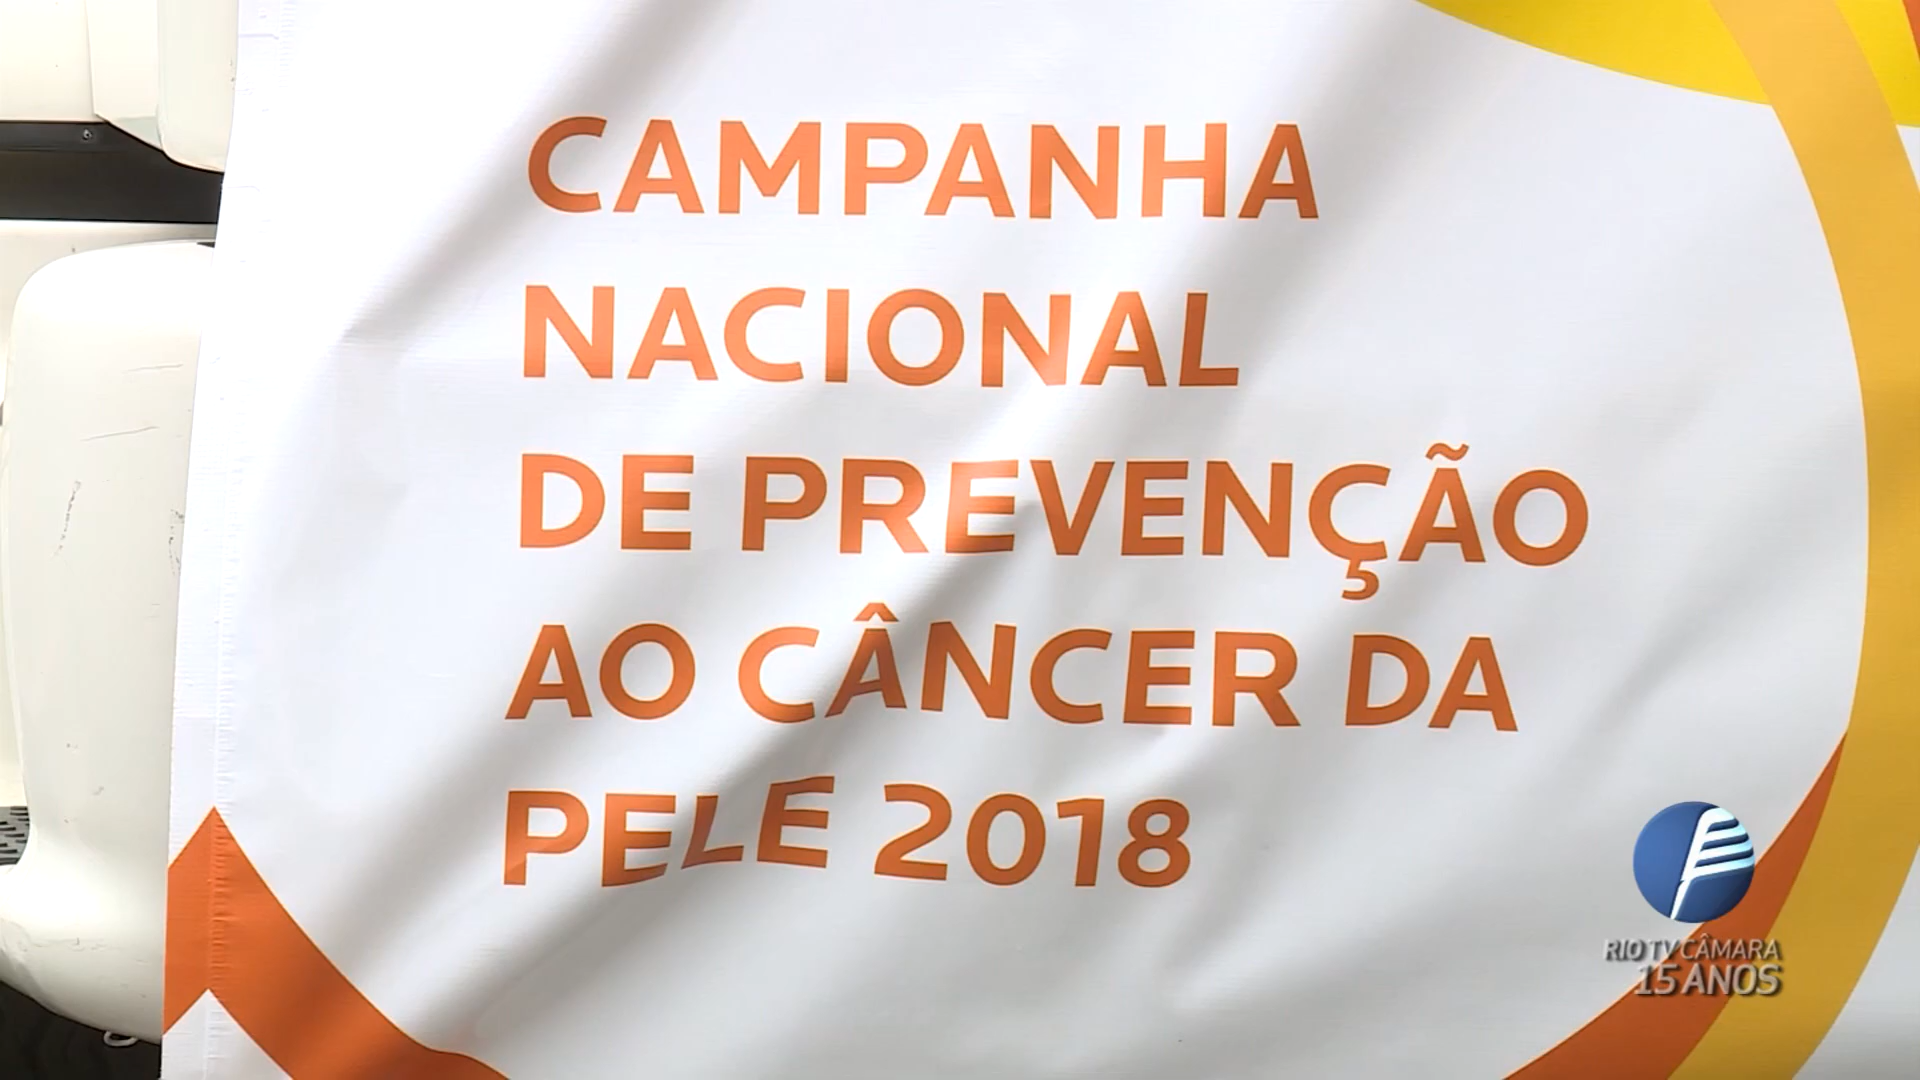 CAMPANHA
NACIONAL
DE PREVENÇÃO
AO CÂNCER DA
PELE 2018
RIO TV CÂMARA
15 ANOS